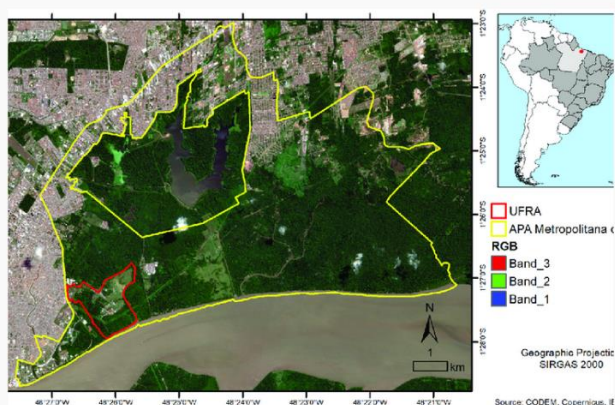 1°23'0"S
1°24'0"S
1°25'0"S
1°26'0"S
1°27'0"S
1°28'0"S
UFRA
APA Metropolitana d
RGB
Band_3
Band_2
Band_1
N
1
km
Geographic Projectio
SIRGAS 2000
48°27'0"W
48°26'0"W
48°25'0"W
48°24'0"W
48°23'0"W
48°22'0"W
48°21'0"W
Source: CODEM, Copernicus,